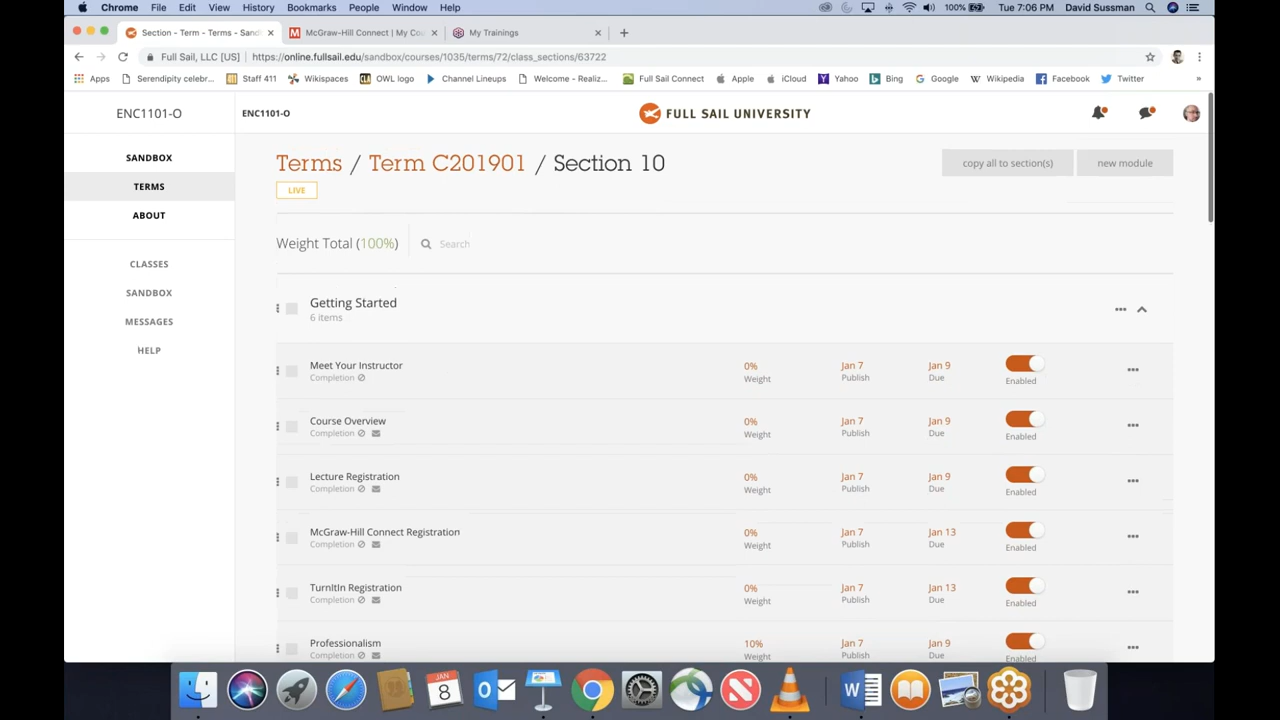 Chrome File Edit View History Bookmarks People Window Help 100% Tue 7:06 PM David Sussman
Section - Term - Terms - Sand McGraw-Hill Connect | My Cou My Trainings
Full Sail, LLC [US] https://online.fullsail.edu/sandbox/courses/1035/terms/72/class_sections/63722
Apps Serendipity celebr... Staff 411 Wikispaces OWL logo Channel Lineups Welcome - Realiz... Full Sail Connect Apple iCloud Yahoo Bing Google Wikipedia Facebook Twitter »
ENC1101-O ENC1101-O FULL SAIL UNIVERSITY
SANDBOX
TERMS
ABOUT
CLASSES
SANDBOX
MESSAGES
HELP
Terms / Term C201901 / Section 10 copy all to section(s) new module
LIVE
Weight Total (100%) Search
Getting Started
6 items
Meet Your Instructor 0% Jan 7 Jan 9
Completion Weight Publish Due Enabled
Course Overview 0% Jan 7 Jan 9
Completion Weight Publish Due Enabled
Lecture Registration 0% Jan 7 Jan 9
Completion Weight Publish Due Enabled
McGraw-Hill Connect Registration 0% Jan 7 Jan 13
Completion Weight Publish Due Enabled
TurnItIn Registration 0% Jan 7 Jan 13
Completion Weight Publish Due Enabled
Professionalism 10% Jan 7 Jan 9
Completion Weight Publish Due Enabled
JAN
8